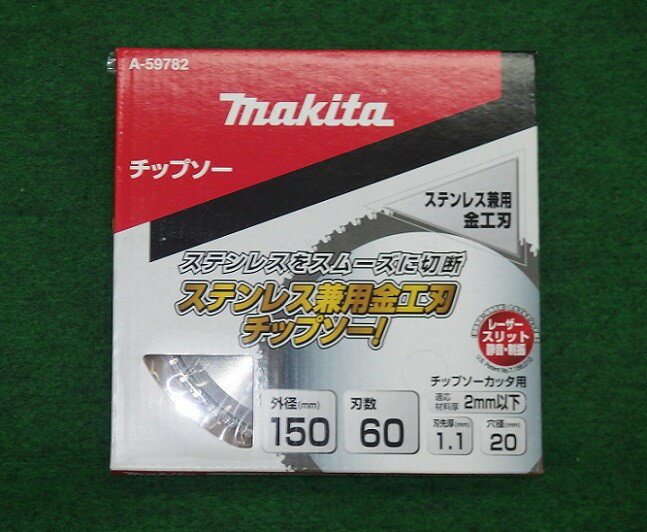 A-59782
makita
チップソー
ステンレス兼用
金工刃
ステンレスをスムーズに切断
ステンレス兼用金工刃
チップソー!
レーザー
スリット
静音・制振
チップソーカッタ用
適応
材料厚 2mm以下
外径(mm)
150
刃数
60
刃先厚(mm)
1.1
穴径(mm)
20